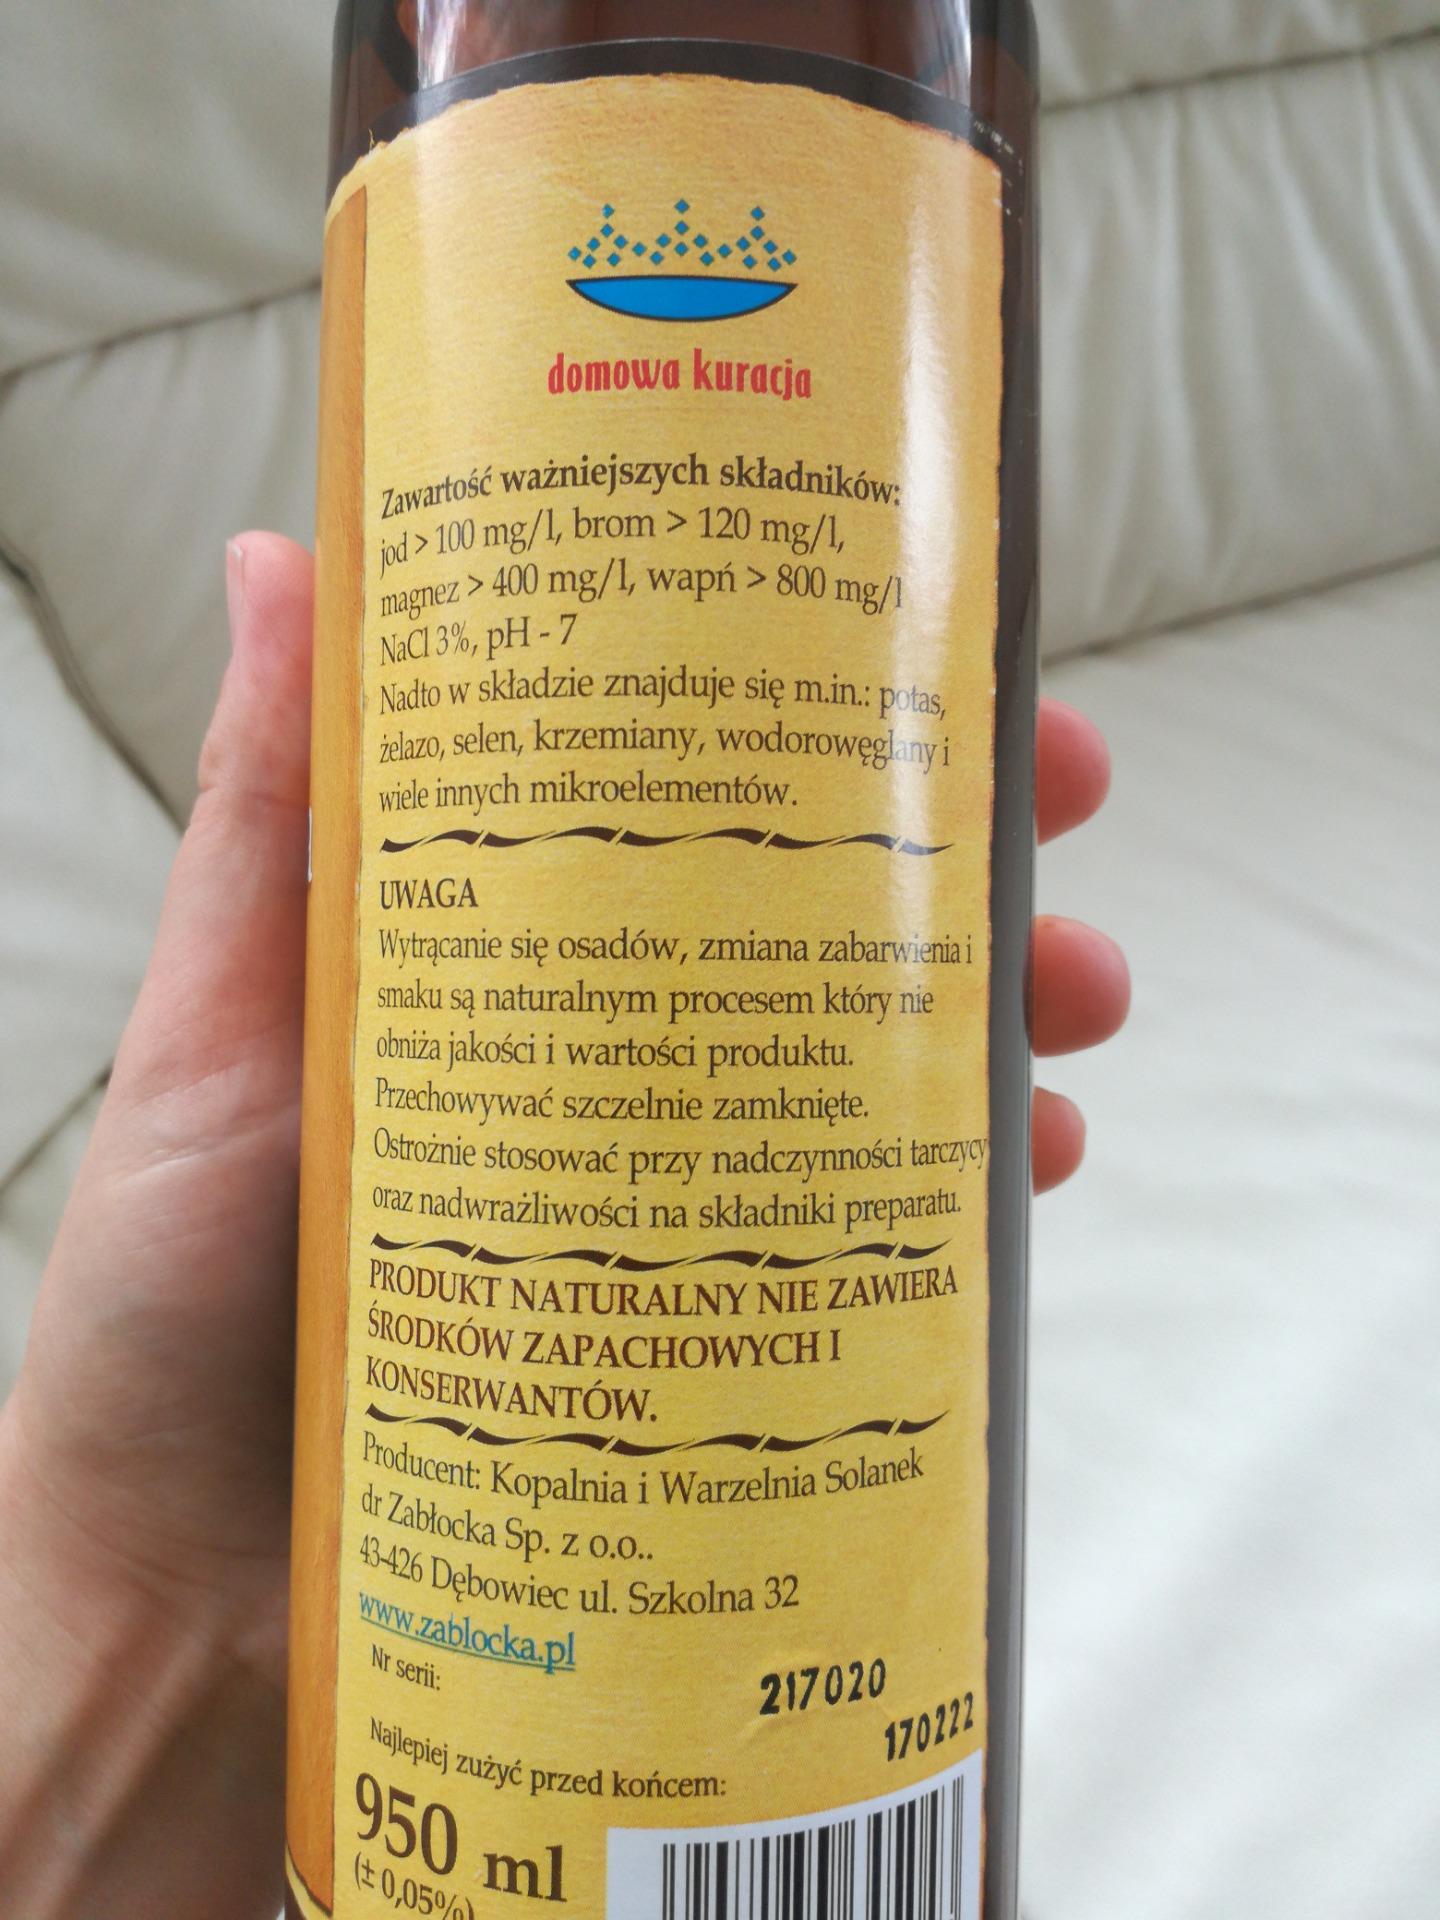 domowa kuracja
Zawartość ważniejszych składników:
jod > 100 mg/l, brom > 120 mg/l,
magnez > 400 mg/l, wapń > 800 mg/l
NaCl 3%, pH - 7
Nadto w składzie znajduje się m.in.: potas,
żelazo, selen, krzemiany, wodorowęglany i
wiele innych mikroelementów.
UWAGA
Wytrącanie się osadów, zmiana zabarwienia i
smaku są naturalnym procesem który nie
obniża jakości i wartości produktu.
Przechowywać szczelnie zamknięte.
Ostrożnie stosować przy nadczynności tarczycy
oraz nadwrażliwości na składniki preparatu.
PRODUKT NATURALNY NIE ZAWIERA
ŚRODKÓW ZAPACHOWYCH I
KONSERWANTÓW.
Producent: Kopalnia i Warzelnia Solanek
dr Zabłocka Sp. z o.o..
43-426 Dębowiec ul. Szkolna 32
www.zablocka.pl
Nr serii: 217020
170222
Najlepiej zużyć przed końcem:
950 ml
(± 0,05%)